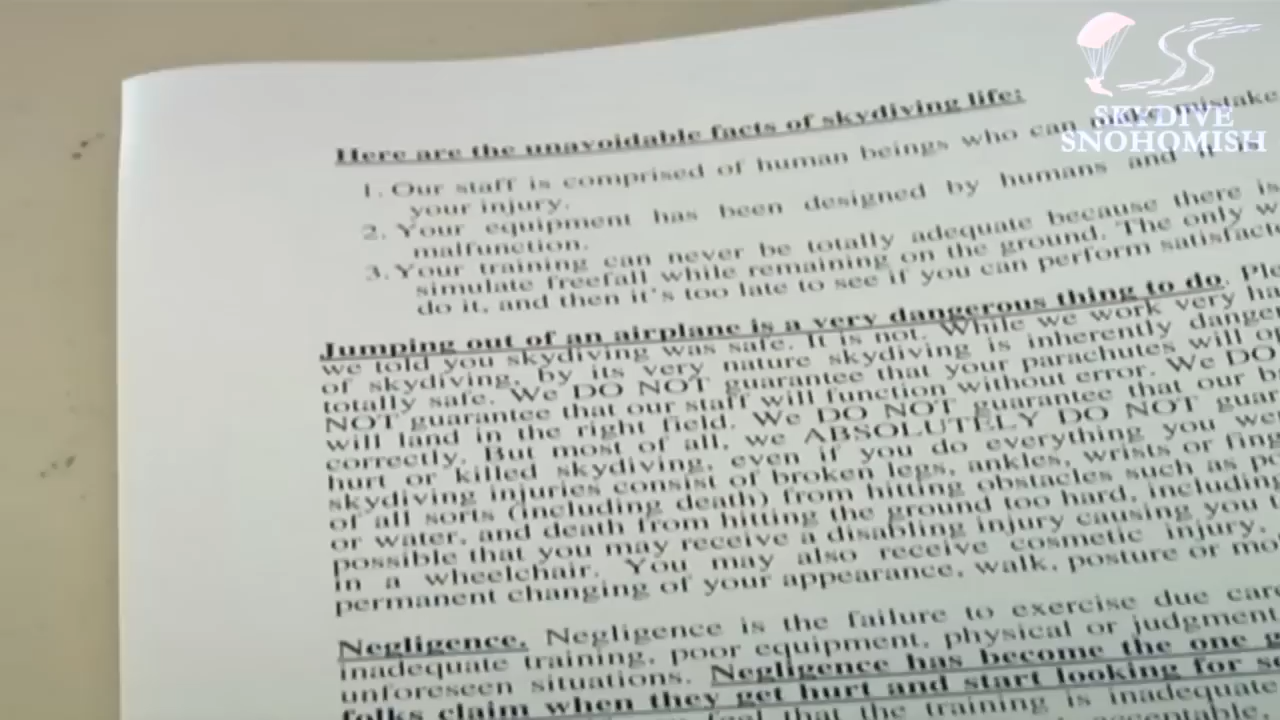 SKYDIVE
SNOHOMISH
Here are the unavoidable facts of skydiving life:
1. Our staff is comprised of human beings who can make mistake
your injury.
2. Your equipment has been designed by humans and it
malfunction.
3. Your training can never be totally adequate because there is
simulate freefall while remaining on the ground. The only w
do it, and then it's too late to see if you can perform satisfacto
Jumping out of an airplane is a very dangerous thing to do. Ple
we told you skydiving was safe. It is not. While we work very ha
of skydiving, by its very nature skydiving is inherently danger
totally safe. We DO NOT guarantee that your parachutes will o
NOT guarantee that our staff will function without error. We DO
will land in the right field. We DO NOT guarantee that our b
correctly. But most of all, we ABSOLUTELY DO NOT guar
hurt or killed skydiving, even if you do everything you we
skydiving injuries consist of broken legs, ankles, wrists or fing
of all sorts (including death) from hitting obstacles such as po
or water, and death from hitting the ground too hard, including
possible that you may receive a disabling injury causing you t
in a wheelchair. You may also receive cosmetic injury,
permanent changing of your appearance, walk, posture or mo
Negligence. Negligence is the failure to exercise due care
inadequate training, poor equipment, physical or judgment
unforeseen situations. Negligence has become the one g
folks claim when they get hurt and start looking for so
feel that the training is inadequate